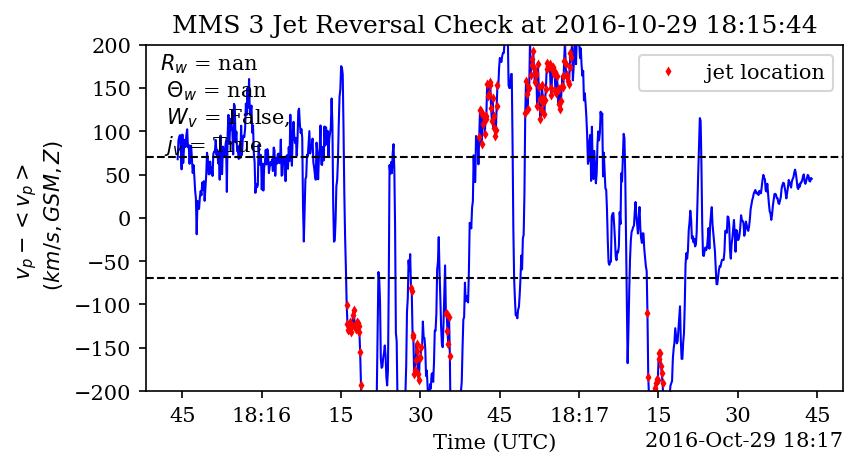 MMS 3 Jet Reversal Check at 2016-10-29 18:15:44
R_w = nan
Θ_w = nan
W_v = False,
j_v = True
jet location
200
150
100
50
0
−50
−100
−150
−200
v_p − < v_p >
(km/s, GSM, Z)
45 18:16 15 30 45 18:17 15 30 45
Time (UTC)
2016-Oct-29 18:17